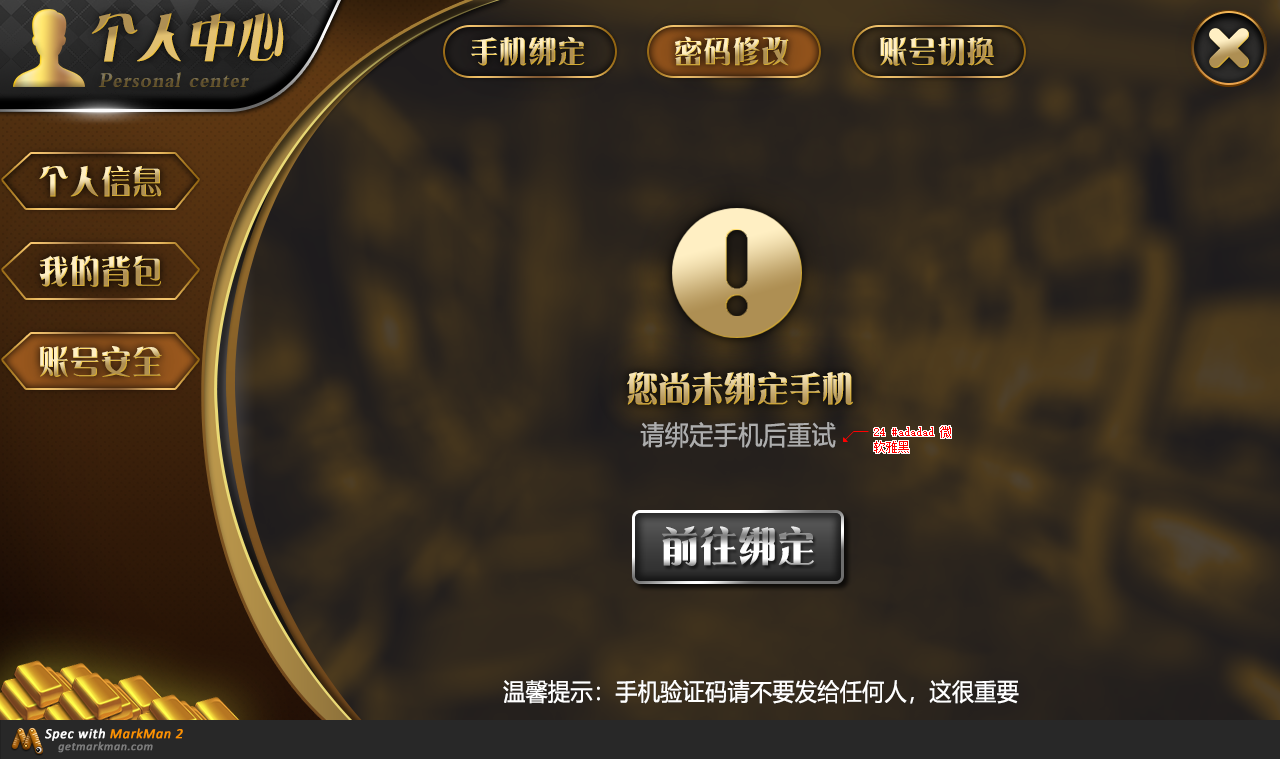 个人中心
Personal center
手机绑定
密码修改
账号切换
个人信息
我的背包
账号安全
您尚未绑定手机
请绑定手机后重试
24 #adadad 微
软雅黑
前往绑定
温馨提示：手机验证码请不要发给任何人，这很重要
Spec with MarkMan 2
getmarkman.com